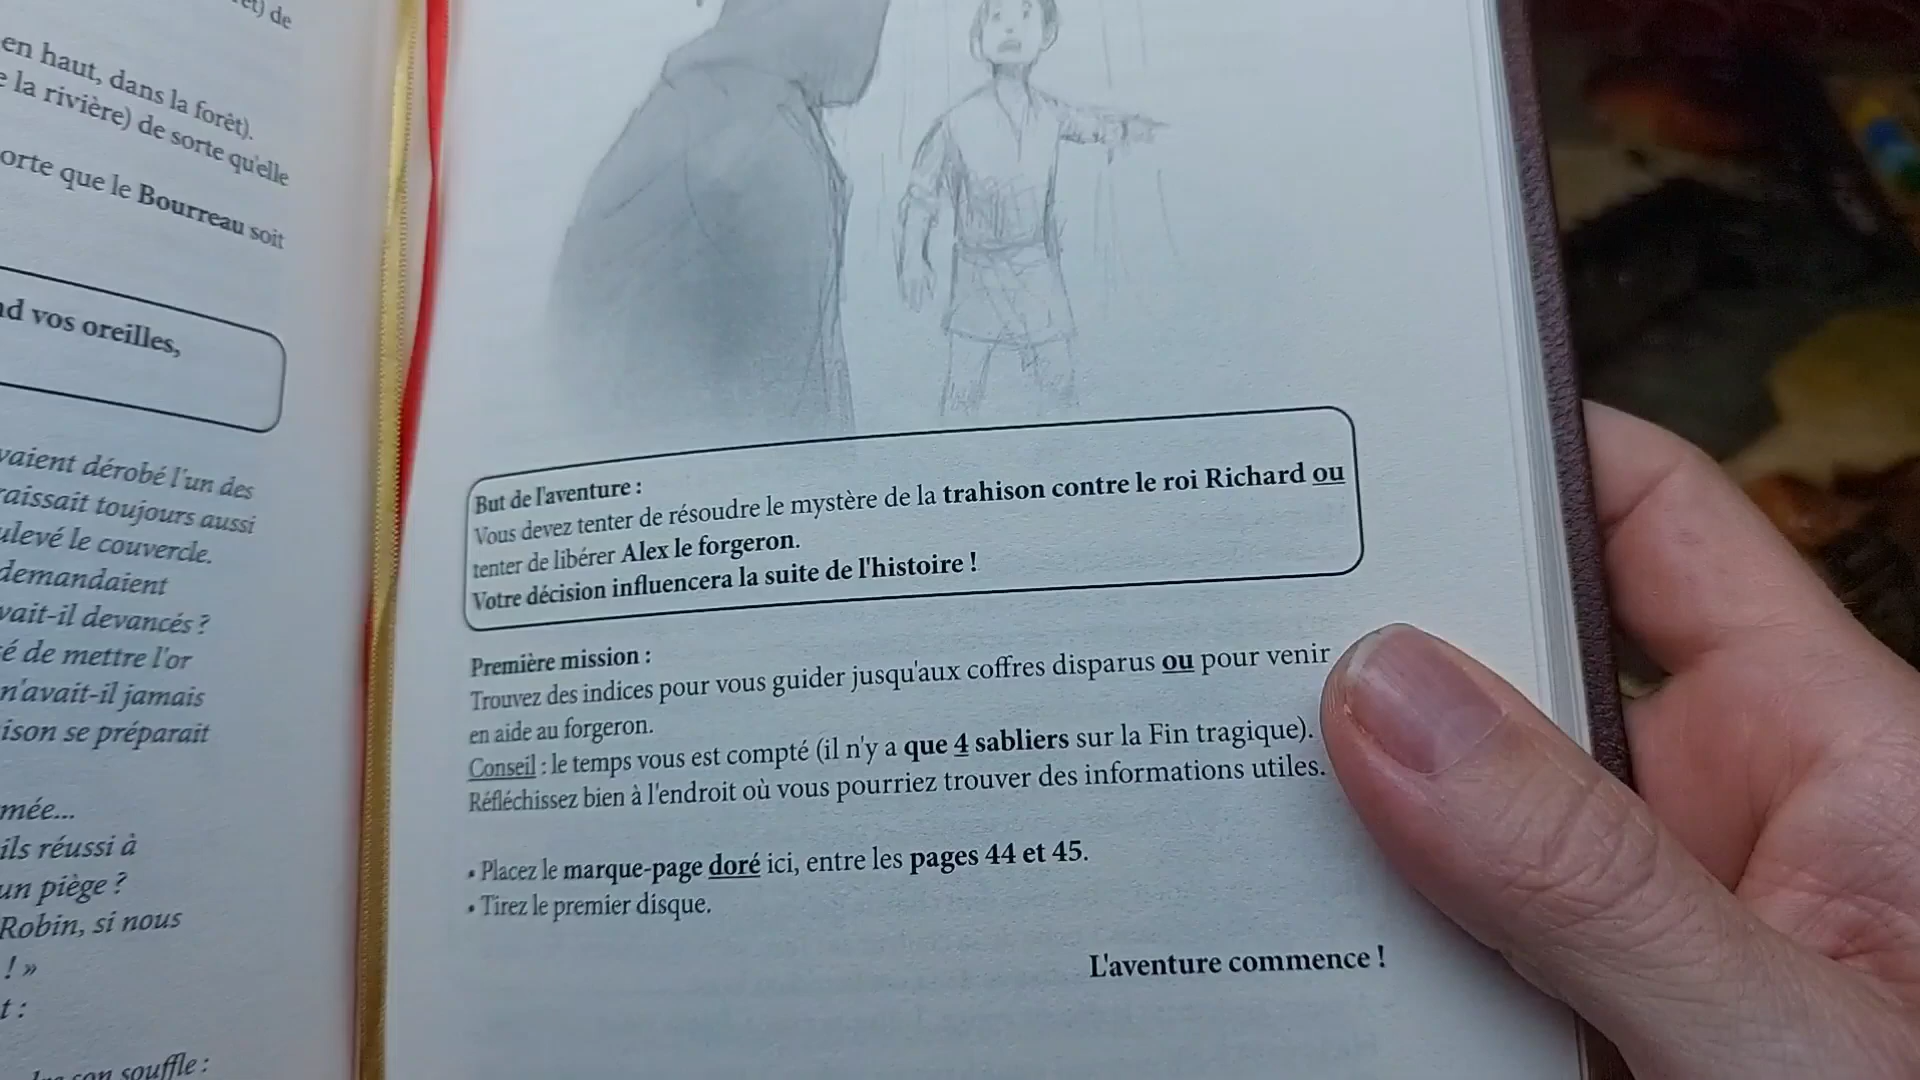 de
en haut, dans la forêt).
la rivière) de sorte qu'elle
orte que le Bourreau soit
nd vos oreilles,
vaient dérobé l'un des
raissait toujours aussi
ulevé le couvercle.
demandaient
vait-il devancés ?
é de mettre l'or
n'avait-il jamais
ison se préparait
mée...
ils réussi à
un piège ?
Robin, si nous
! »
t :
son souffle :
But de l'aventure :
Vous devez tenter de résoudre le mystère de la trahison contre le roi Richard ou
tenter de libérer Alex le forgeron.
Votre décision influencera la suite de l'histoire !
Première mission :
Trouvez des indices pour vous guider jusqu'aux coffres disparus ou pour venir
en aide au forgeron.
Conseil : le temps vous est compté (il n'y a que 4 sabliers sur la Fin tragique).
Réfléchissez bien à l'endroit où vous pourriez trouver des informations utiles.
• Placez le marque-page doré ici, entre les pages 44 et 45.
• Tirez le premier disque.
L'aventure commence !